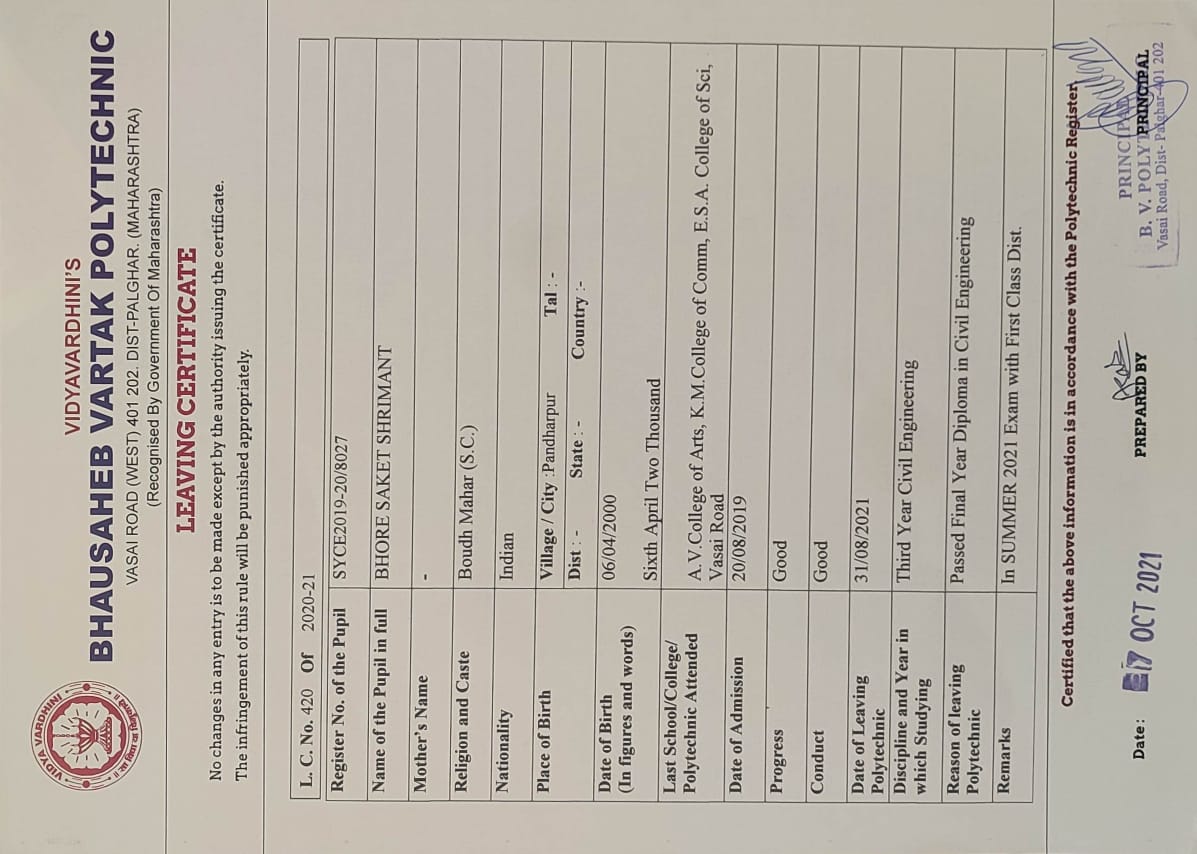 VIDYA VARDHINI
॥ सा विद्या या विमुक्तये ॥
VIDYAVARDHINI'S
BHAUSAHEB VARTAK POLYTECHNIC
VASAI ROAD (WEST) 401 202. DIST-PALGHAR. (MAHARASHTRA)
(Recognised By Government Of Maharashtra)
LEAVING CERTIFICATE
No changes in any entry is to be made except by the authority issuing the certificate.
The infringement of this rule will be punished appropriately.
L. C. No. 420 Of 2020-21
Register No. of the Pupil SYCE2019-20/8027
Name of the Pupil in full BHORE SAKET SHRIMANT
Mother's Name -
Religion and Caste Boudh Mahar (S.C.)
Nationality Indian
Place of Birth Village / City :Pandharpur Tal : -
Dist : - State : - Country :-
Date of Birth 06/04/2000
(In figures and words)
Sixth April Two Thousand
Last School/College/
Polytechnic Attended A.V.College of Arts, K.M.College of Comm, E.S.A. College of Sci,
Vasai Road
Date of Admission 20/08/2019
Progress Good
Conduct Good
Date of Leaving 31/08/2021
Polytechnic
Discipline and Year in Third Year Civil Engineering
which Studying
Reason of leaving Passed Final Year Diploma in Civil Engineering
Polytechnic
Remarks In SUMMER 2021 Exam with First Class Dist.
Certified that the above information is in accordance with the Polytechnic Register
Date : 7 OCT 2021
PREPARED BY
PRINCIPAL
B. V. POLYT
PRINCIPAL
Vasai Road, Dist- Palghar-401 202